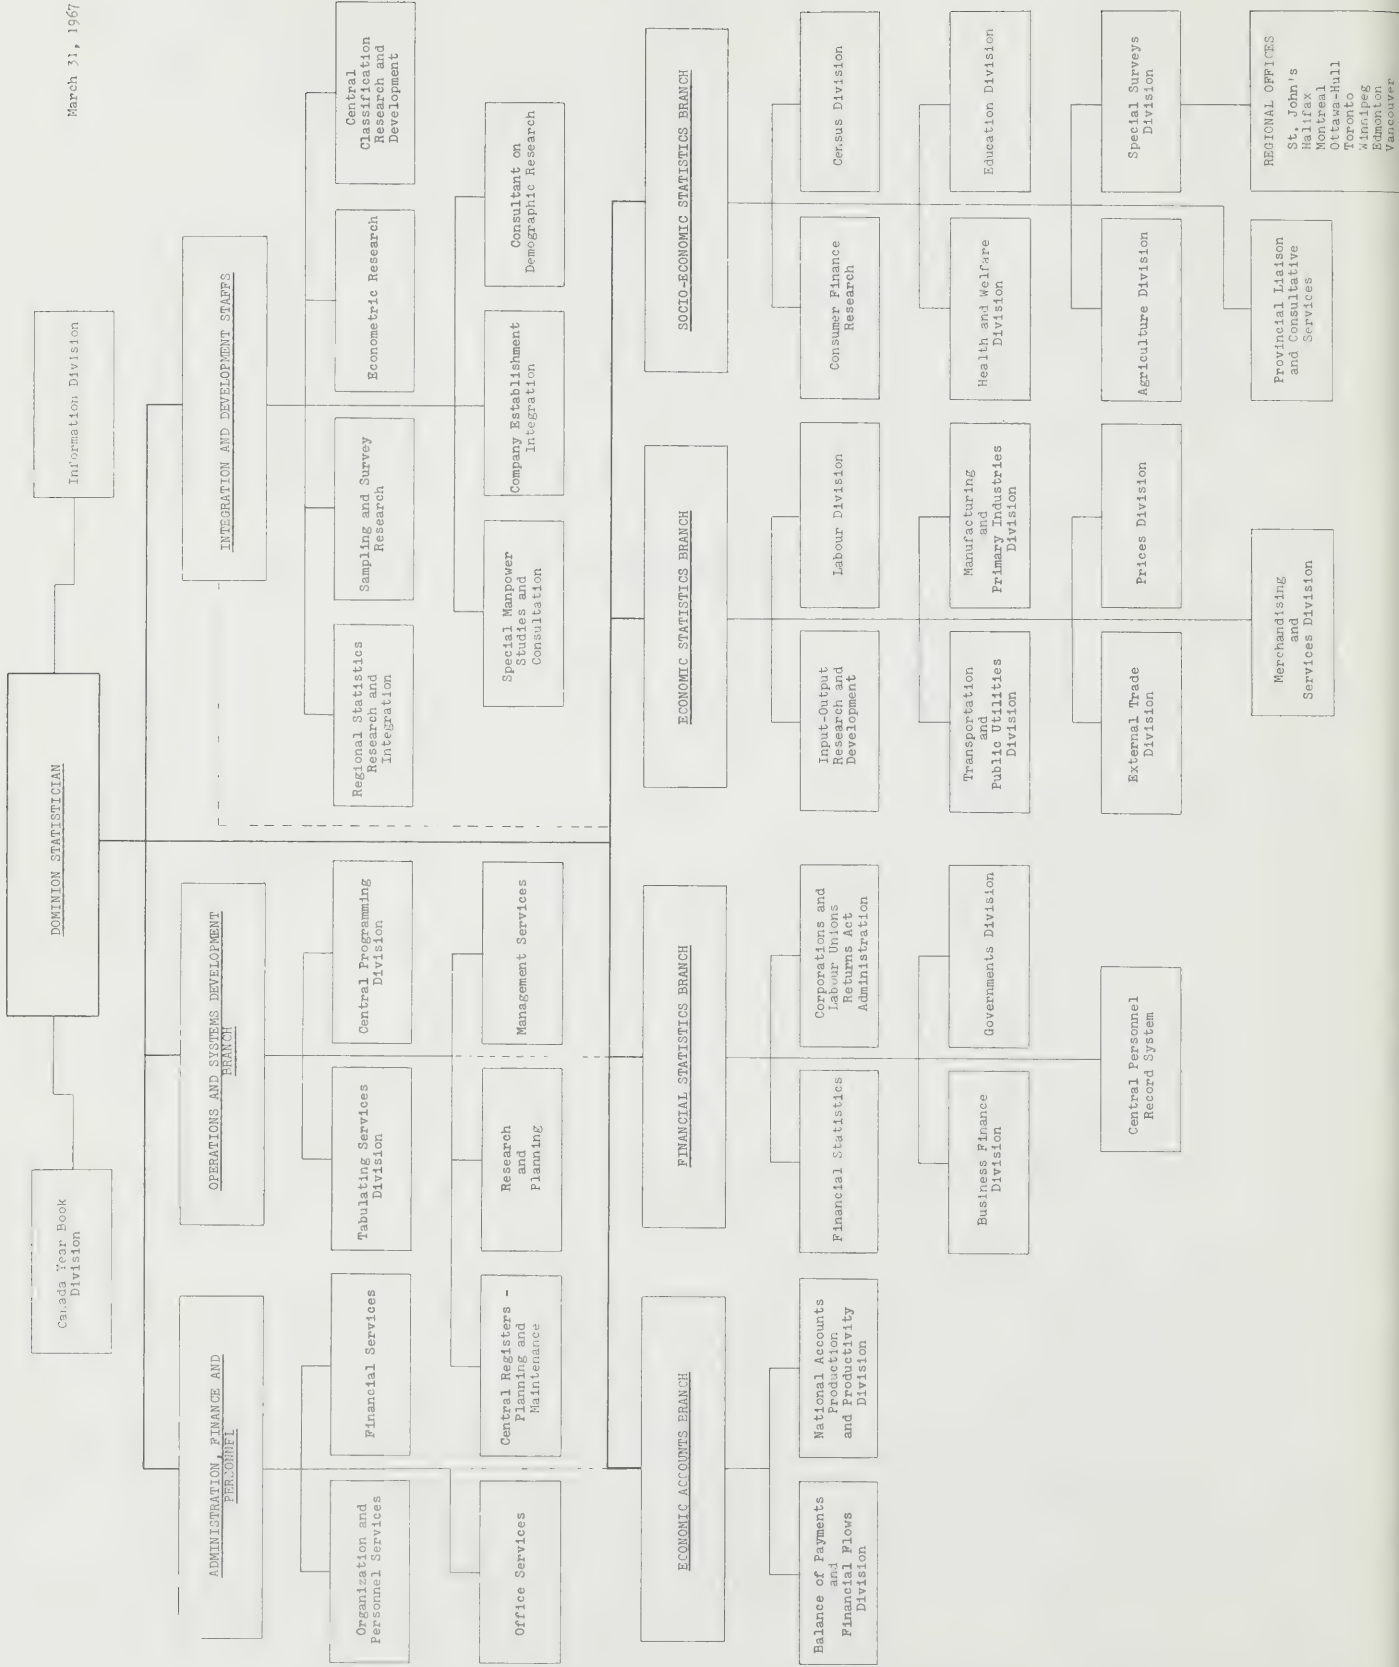 March 31, 1967
DOMINION STATISTICIAN
Canada Year Book
Division
Information Division
ADMINISTRATION, FINANCE AND
PERSONNEL
OPERATIONS AND SYSTEMS DEVELOPMENT
BRANCH
INTEGRATION AND DEVELOPMENT STAFFS
Organization and
Personnel Services
Financial Services
Office Services
Tabulating Services
Division
Central Programming
Division
Central Registers -
Planning and
Maintenance
Research
and
Planning
Management Services
Regional Statistics
Research and
Integration
Sampling and Survey
Research
Econometric Research
Central
Classification
Research and
Development
Special Manpower
Studies and
Consultation
Company Establishment
Integration
Consultant on
Demographic Research
ECONOMIC ACCOUNTS BRANCH
FINANCIAL STATISTICS BRANCH
ECONOMIC STATISTICS BRANCH
SOCIO-ECONOMIC STATISTICS BRANCH
Balance of Payments
and
Financial Flows
Division
National Accounts
Production
and Productivity
Division
Financial Statistics
Corporations and
Labour Unions
Returns Act
Administration
Business Finance
Division
Governments Division
Central Personnel
Record System
Input-Output
Research and
Development
Labour Division
Transportation
and
Public Utilities
Division
Manufacturing
and
Primary Industries
Division
External Trade
Division
Prices Division
Merchandising
and
Services Division
Consumer Finance
Research
Census Division
Health and Welfare
Division
Education Division
Agriculture Division
Special Surveys
Division
Provincial Liaison
and Consultative
Services
REGIONAL OFFICES
St. John's
Halifax
Montreal
Ottawa-Hull
Toronto
Winnipeg
Edmonton
Vancouver